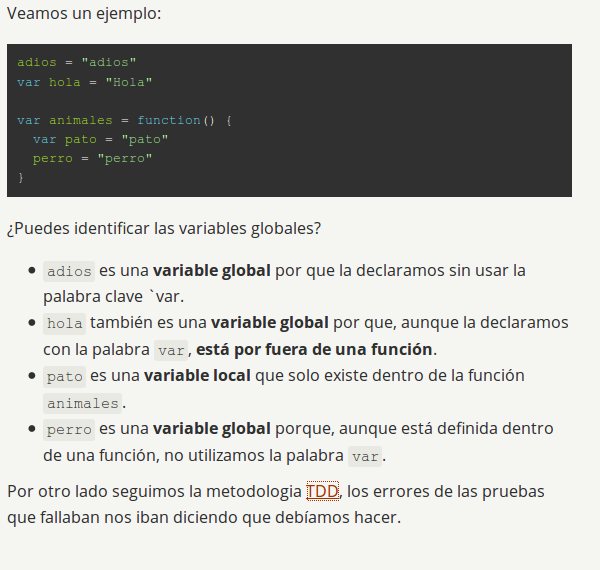 Veamos un ejemplo:
adios = "adios"
var hola = "Hola"
var animales = function() {
var pato = "pato"
perro = "perro"
}
¿Puedes identificar las variables globales?
adios es una variable global por que la declaramos sin usar la
palabra clave `var.
hola también es una variable global por que, aunque la declaramos
con la palabra var, está por fuera de una función.
pato es una variable local que solo existe dentro de la función
animales.
perro es una variable global porque, aunque está definida dentro
de una función, no utilizamos la palabra var.
Por otro lado seguimos la metodologia TDD, los errores de las pruebas
que fallaban nos iban diciendo que debíamos hacer.